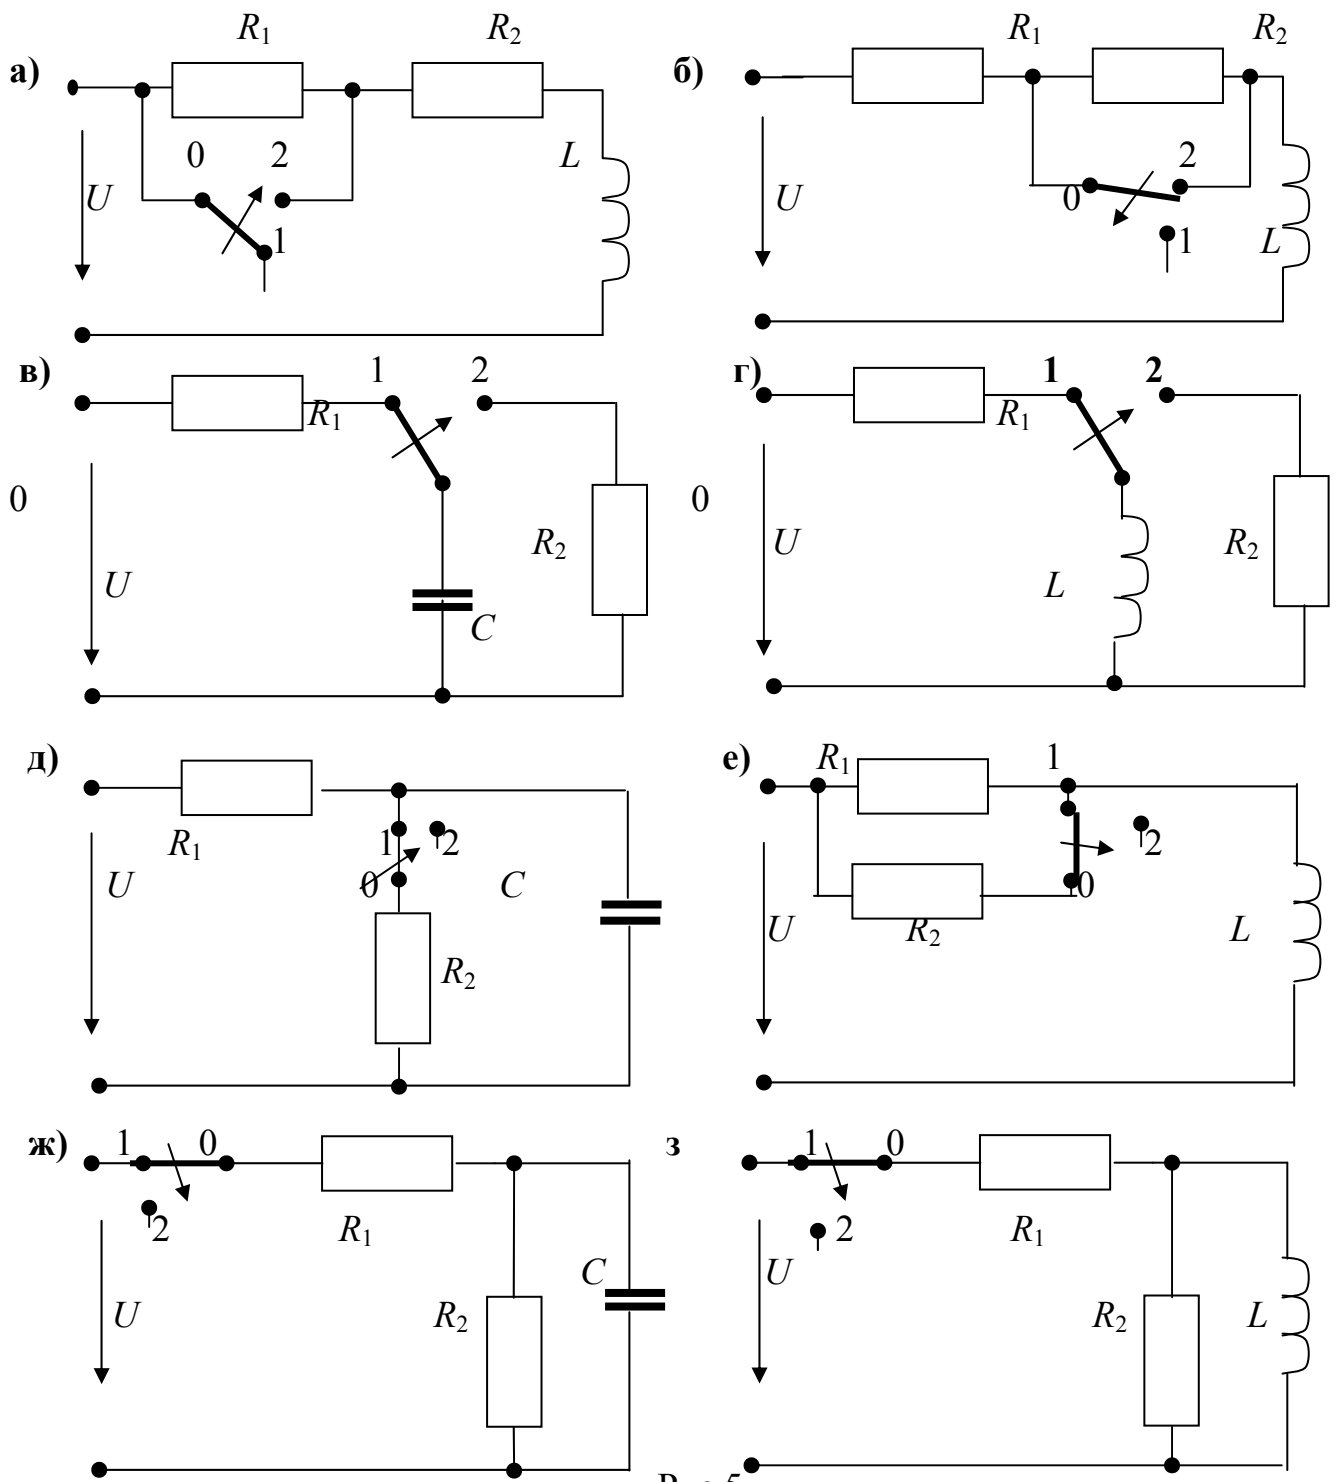 а) R₁ R₂
0 2
L
U
1
б) R₁ R₂
2
U 0
1 L
в) 1 2
R₁
0
R₂
U
C
г) 1 2
R₁
0
U R₂
L
д)
R₁ 1 2
U 0 C
R₂
е) R₁ 1
2
0
U R₂ L
ж) 1 0
2 R₁
C
U R₂
з 1 0
2 R₁
U
R₂ L